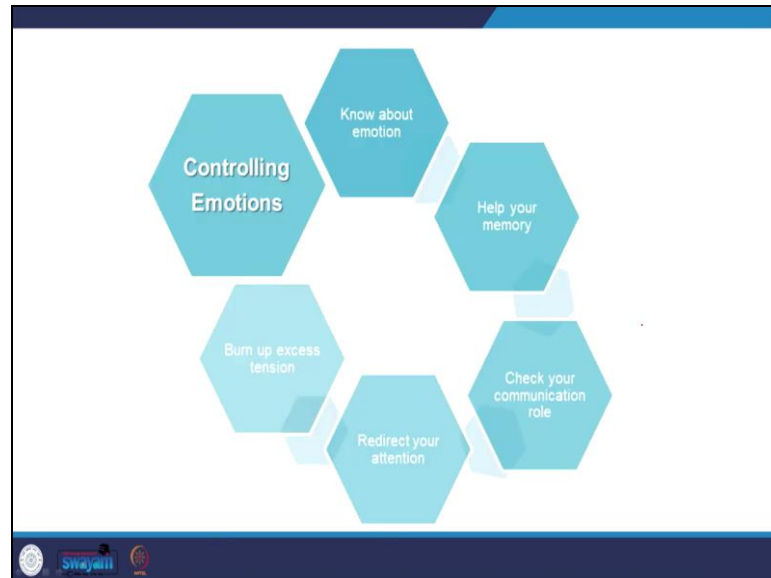 Controlling
Emotions
Know about
emotion
Help your
memory
Check your
communication
role
Redirect your
attention
Burn up excess
tension
swayam